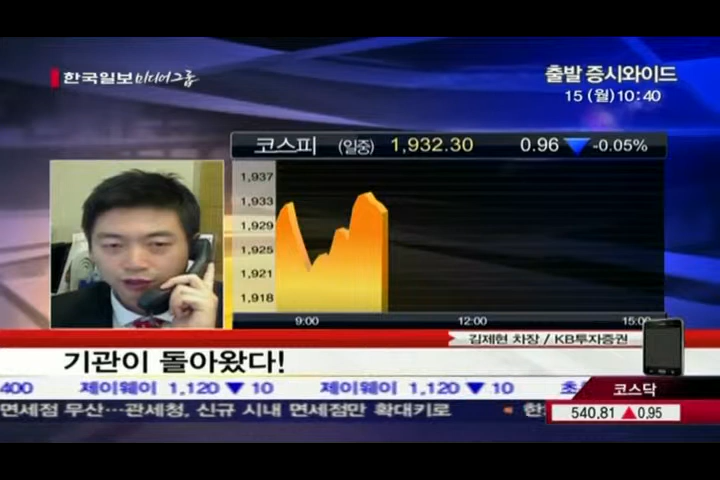 한국일보 미디어그룹
출발 증시와이드
15 (월) 10:40
코스피 (일중) 1,932.30 0.96 ▼ -0.05%
1,937
1,933
1,929
1,925
1,921
1,918
9:00 12:00 15:00
김제현 차장 / KB투자증권
기관이 돌아왔다!
400 제이웨이 1,120 ▼ 10 제이웨이 1,120 ▼ 10 초
코스닥
540.81 ▲ 0.95
면세점 무산…관세청, 신규 시내 면세점만 확대키로 한